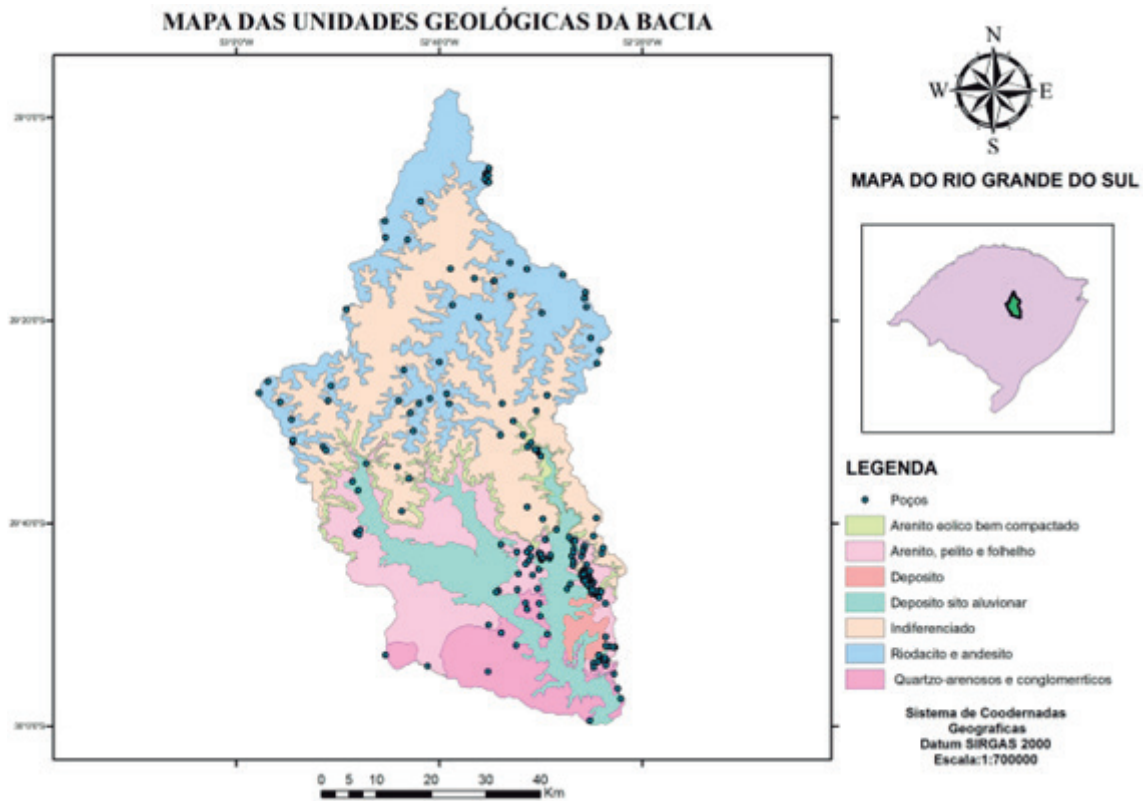 MAPA DAS UNIDADES GEOLÓGICAS DA BACIA
N
W
E
S
MAPA DO RIO GRANDE DO SUL
LEGENDA
Poços
Arenito eolico bem compactado
Arenito, pelito e folhelho
Deposito
Deposito sito aluvionar
Indiferenciado
Riodacito e andesito
Quartzo-arenosos e conglomerrticos
Sistema de Coodernadas
Geograficas
Datum SIRGAS 2000
Escala:1:700000
0 5 10 20 30 40
Km